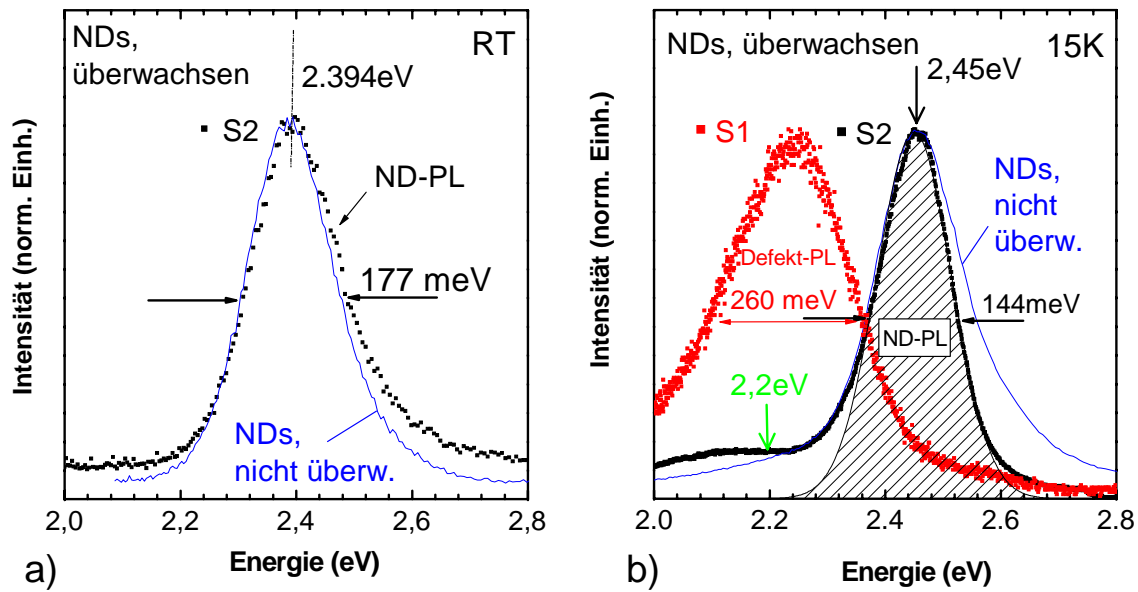 NDs,
überwachsen
RT
2.394eV
S2
ND-PL
177 meV
NDs,
nicht überw.
Intensität (norm. Einh.)
2,0 2,2 2,4 2,6 2,8
Energie (eV)
a)
NDs, überwachsen
15K
2,45eV
S1
S2
NDs,
nicht
überw.
Defekt-PL
260 meV
144meV
ND-PL
2,2eV
Intensität (norm. Einh.)
2.0 2.2 2.4 2.6 2.8
Energie (eV)
b)